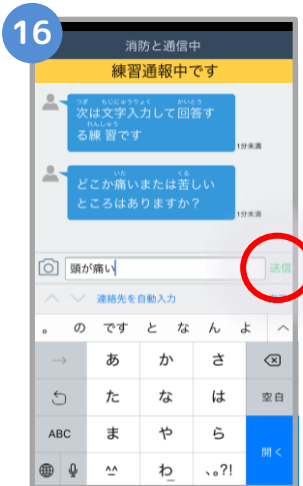 16
消防と通信中
練習通報中です
つぎ もじにゅうりょく かいとう
次は文字入力して回答す
れんしゅう
る練習です
1分未満
いた くる
どこか痛いまたは苦しい
ところはありますか？
1分未満
頭が痛い 送信
連絡先を自動入力
。 の です と な ん よ
→ あ か さ
た な は 空白
ABC ま や ら
^^ わ 、。?! 開く